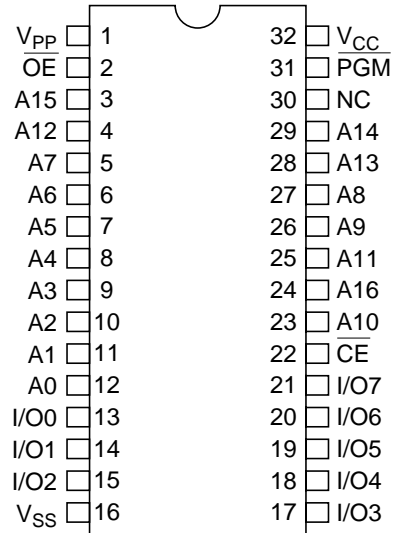 VPP 1 32 VCC
OE 2 31 PGM
A15 3 30 NC
A12 4 29 A14
A7 5 28 A13
A6 6 27 A8
A5 7 26 A9
A4 8 25 A11
A3 9 24 A16
A2 10 23 A10
A1 11 22 CE
A0 12 21 I/O7
I/O0 13 20 I/O6
I/O1 14 19 I/O5
I/O2 15 18 I/O4
VSS 16 17 I/O3